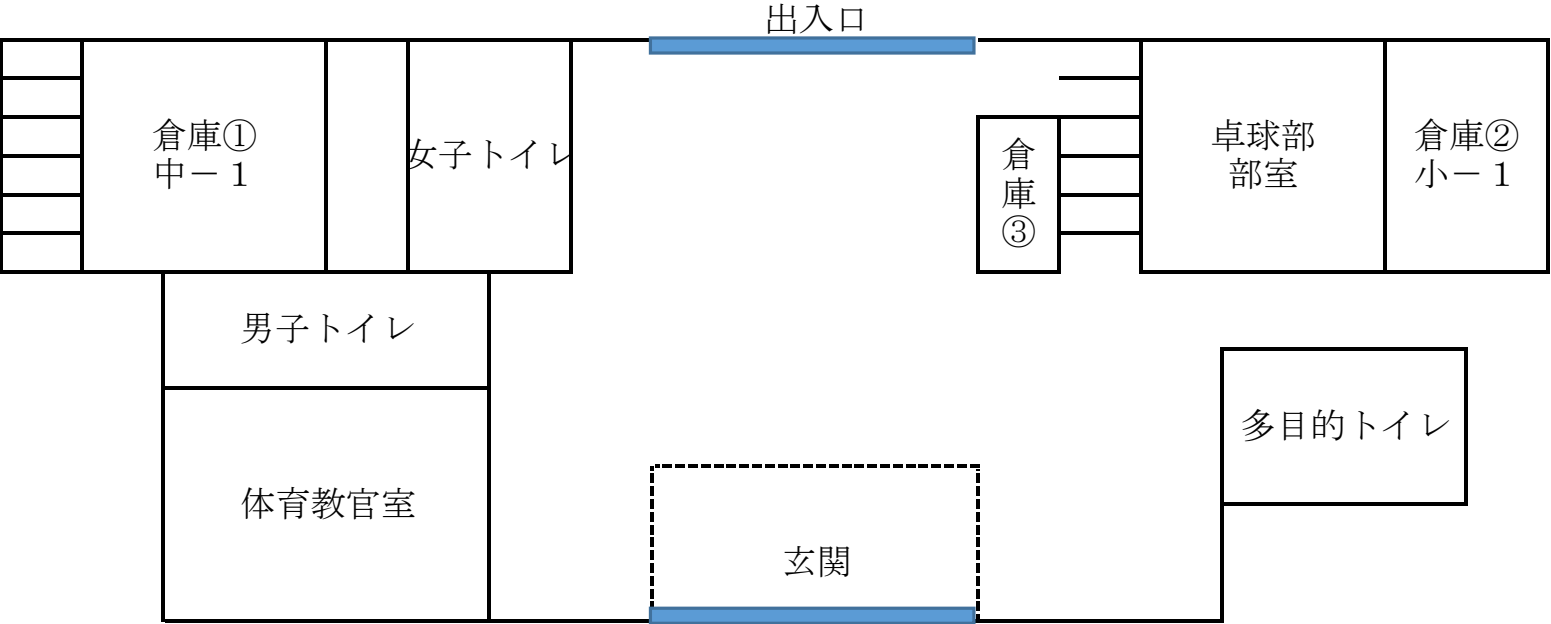 出入口
倉庫①
中－１
女子トイレ
倉庫③
卓球部
部室
倉庫②
小－１
男子トイレ
多目的トイレ
体育教官室
玄関